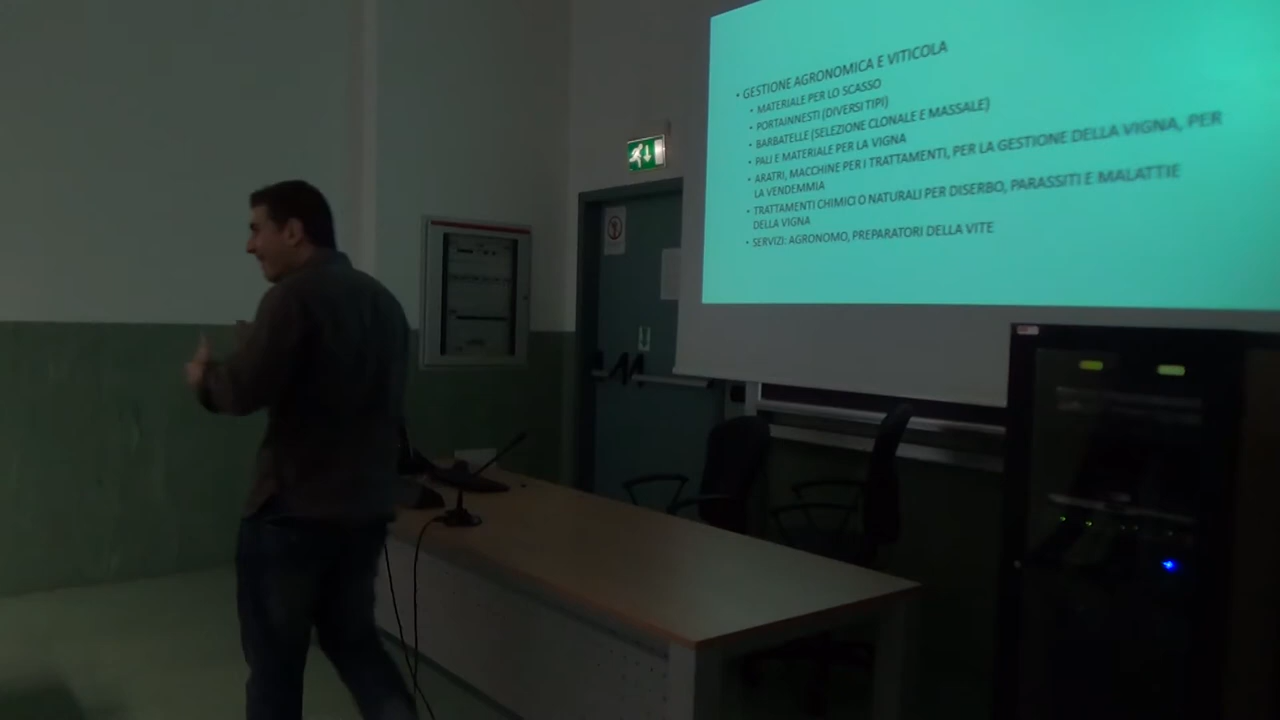 • GESTIONE AGRONOMICA E VITICOLA
• MATERIALE PER LO SCASSO
• PORTAINNESTI (DIVERSI TIPI)
• BARBATELLE (SELEZIONE CLONALE E MASSALE)
• PALI E MATERIALE PER LA VIGNA
• ARATRI, MACCHINE PER I TRATTAMENTI, PER LA GESTIONE DELLA VIGNA, PER
LA VENDEMMIA
• TRATTAMENTI CHIMICI O NATURALI PER DISERBO, PARASSITI E MALATTIE
DELLA VIGNA
• SERVIZI: AGRONOMO, PREPARATORI DELLA VITE